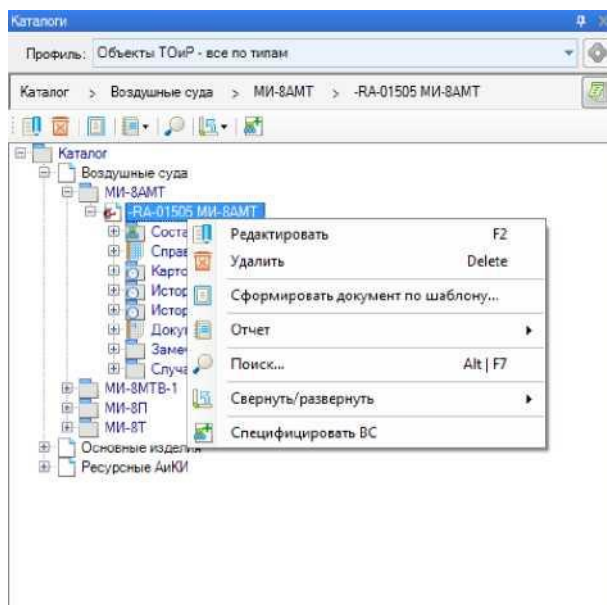 Каталоги
Профиль: Объекты ТОиР - все по типам
Каталог > Воздушные суда > МИ-8АМТ > -RA-01505 МИ-8АМТ
Каталог
Воздушные суда
МИ-8АМТ
-RA-01505 МИ-8АМТ
Соста
Справ
Карто
Истор
Истор
Докум
Замеч
Случа
МИ-8МТВ-1
МИ-8П
МИ-8Т
Основные изделия
Ресурсные АиКИ
Редактировать F2
Удалить Delete
Сформировать документ по шаблону...
Отчет
Поиск... Alt | F7
Свернуть/развернуть
Специфицировать ВС